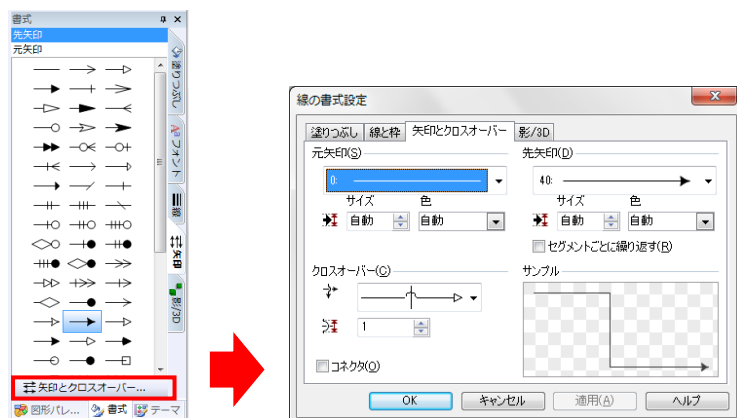 書式
先矢印
元矢印
塗りつぶし
フォント
線
矢印
影/3D
矢印とクロスオーバー...
図形パレ...
書式
テーマ
線の書式設定
塗りつぶし 線と枠 矢印とクロスオーバー 影/3D
元矢印(S)
0:
サイズ 色
自動 自動
先矢印(D)
40:
サイズ 色
自動 自動
セグメントごとに繰り返す(R)
クロスオーバー(C)
1
コネクタ(O)
サンプル
OK キャンセル 適用(A) ヘルプ